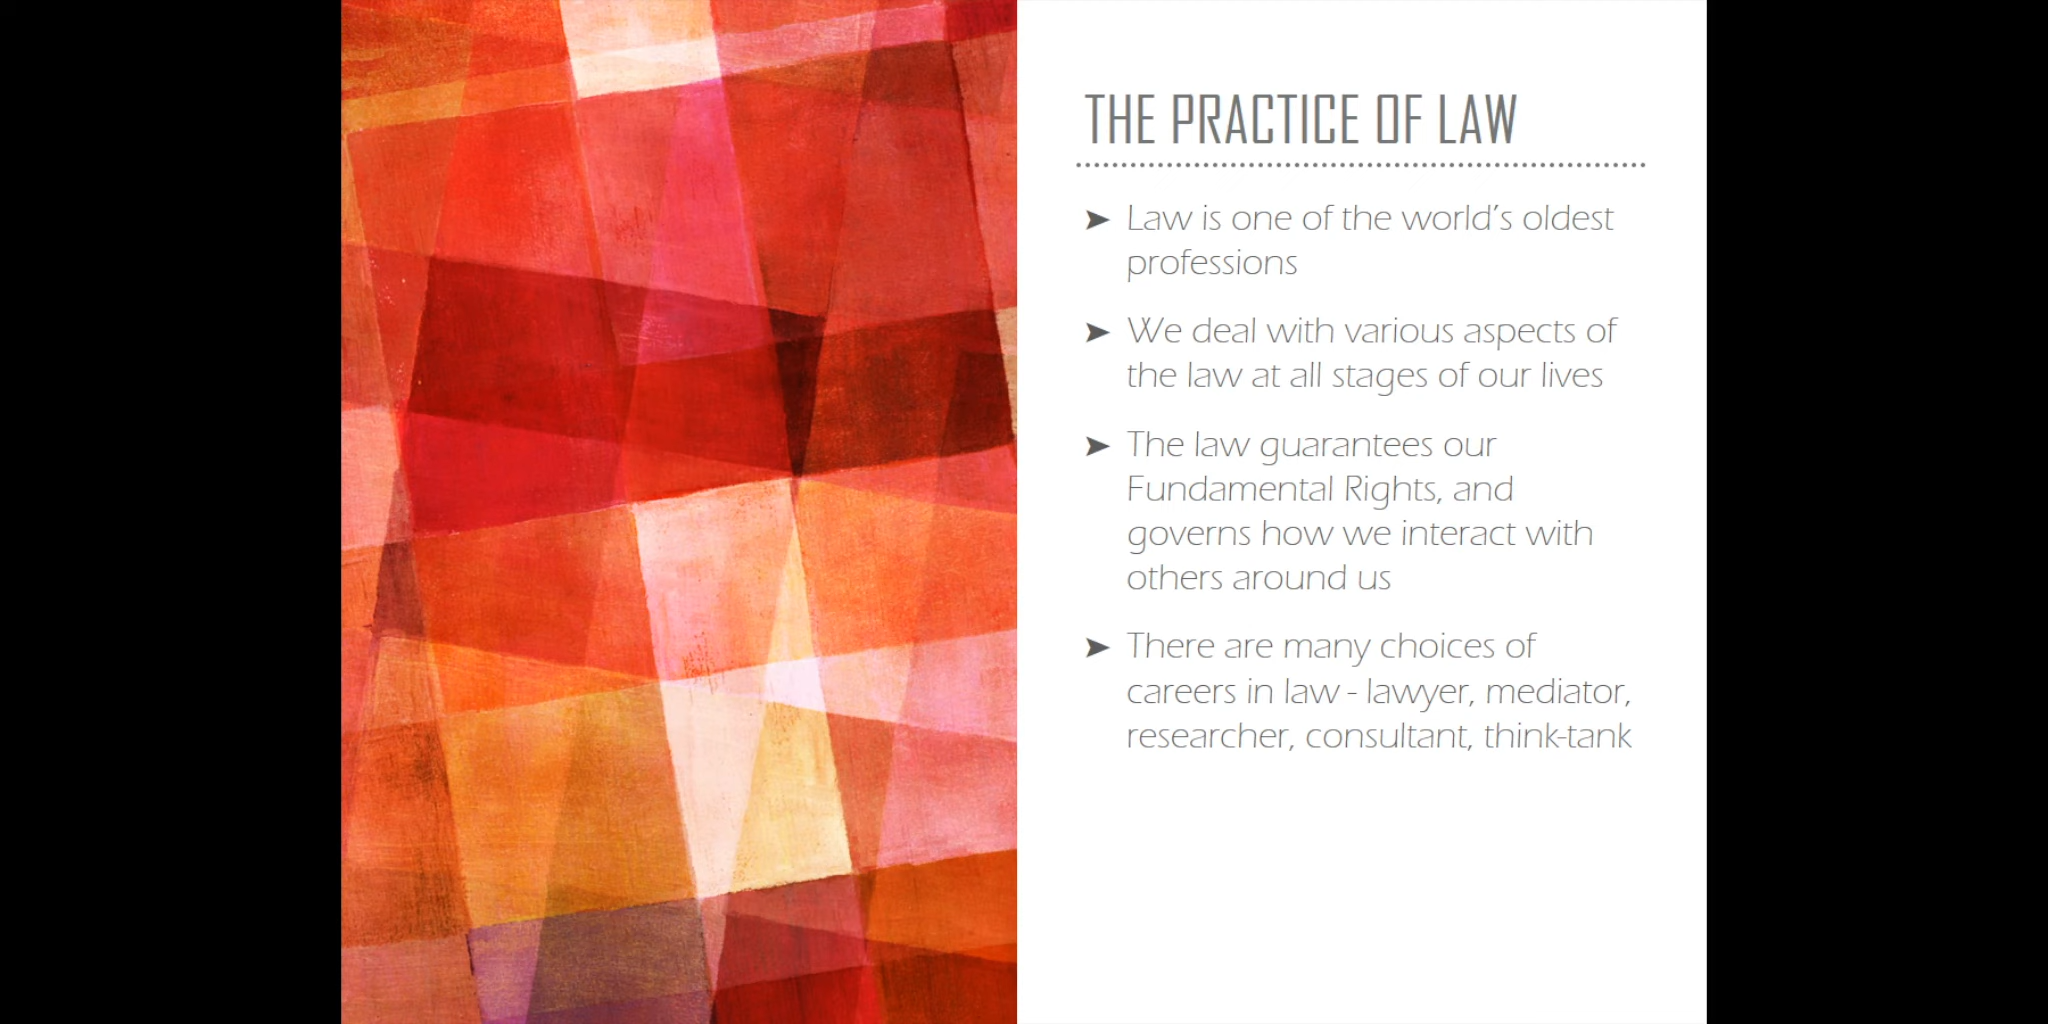 THE PRACTICE OF LAW
➤ Law is one of the world's oldest
professions
➤ We deal with various aspects of
the law at all stages of our lives
➤ The law guarantees our
Fundamental Rights, and
governs how we interact with
others around us
➤ There are many choices of
careers in law - lawyer, mediator,
researcher, consultant, think-tank